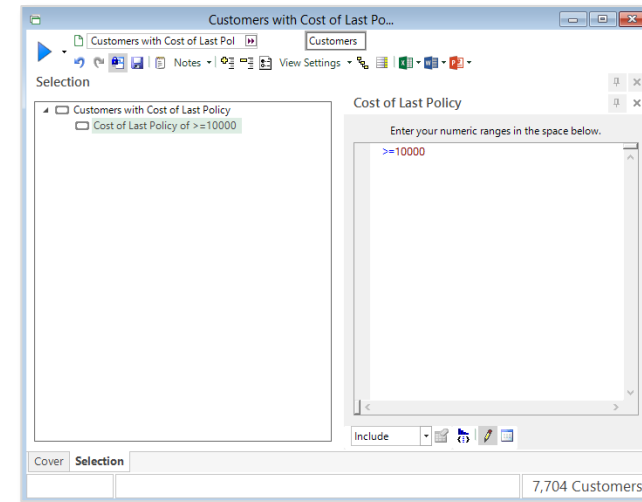 Customers with Cost of Last Po...
Customers with Cost of Last Pol
Customers
Notes
View Settings
Selection
Customers with Cost of Last Policy
Cost of Last Policy of >=10000
Cost of Last Policy
Enter your numeric ranges in the space below.
>=10000
Include
Cover Selection
7,704 Customers